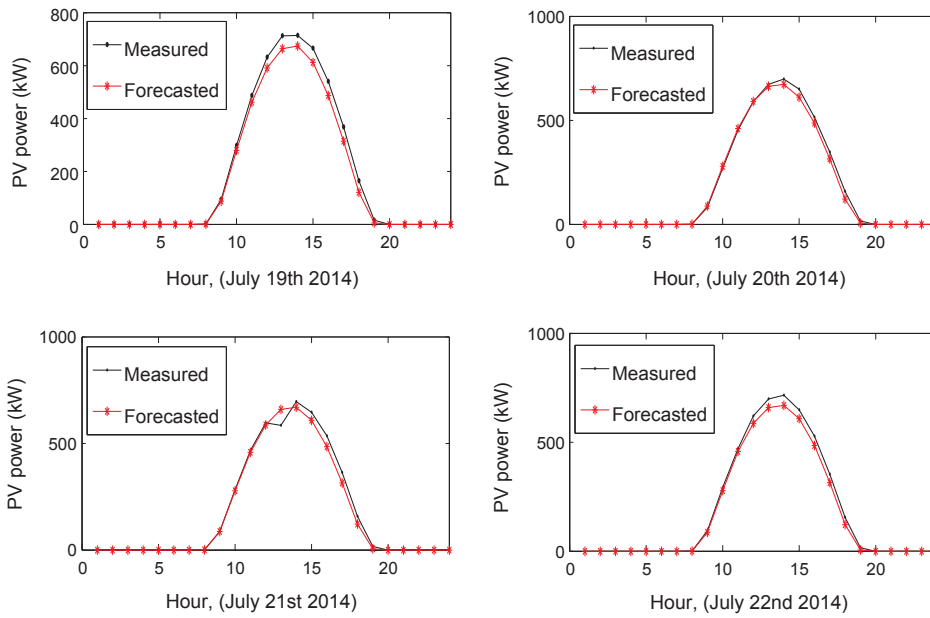 800
600
400
200
0
PV power (kW)
Measured
Forecasted
0 5 10 15 20
Hour, (July 19th 2014)
1000
500
0
PV power (kW)
Measured
Forecasted
0 5 10 15 20
Hour, (July 20th 2014)
1000
500
0
PV power (kW)
Measured
Forecasted
0 5 10 15 20
Hour, (July 21st 2014)
1000
500
0
PV power (kW)
Measured
Forecasted
0 5 10 15 20
Hour, (July 22nd 2014)